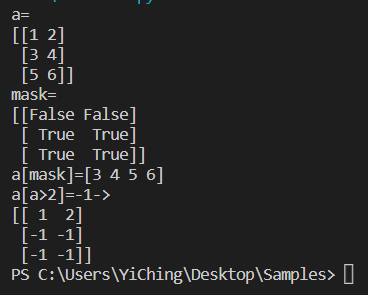 a=
[[1 2]
 [3 4]
 [5 6]]
mask=
[[False False]
 [ True  True]
 [ True  True]]
a[mask]=[3 4 5 6]
a[a>2]=-1->
[[ 1  2]
 [-1 -1]
 [-1 -1]]
PS C:\Users\YiChing\Desktop\Samples>